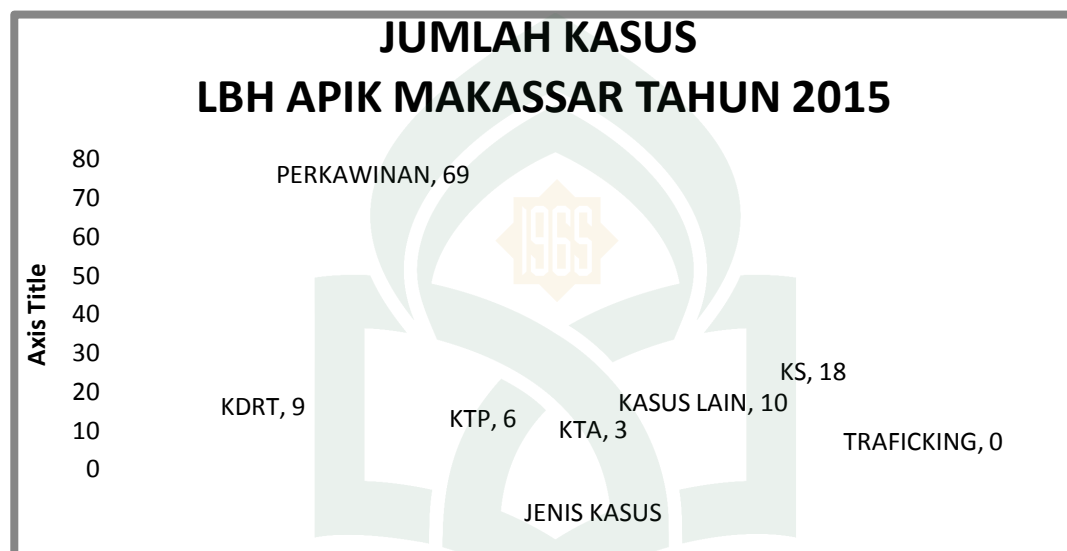 JUMLAH KASUS
LBH APIK MAKASSAR TAHUN 2015
80
70
60
50
40
30
20
10
0
Axis Title
PERKAWINAN, 69
KDRT, 9
KTP, 6
KTA, 3
KASUS LAIN, 10
KS, 18
TRAFICKING, 0
JENIS KASUS
1965